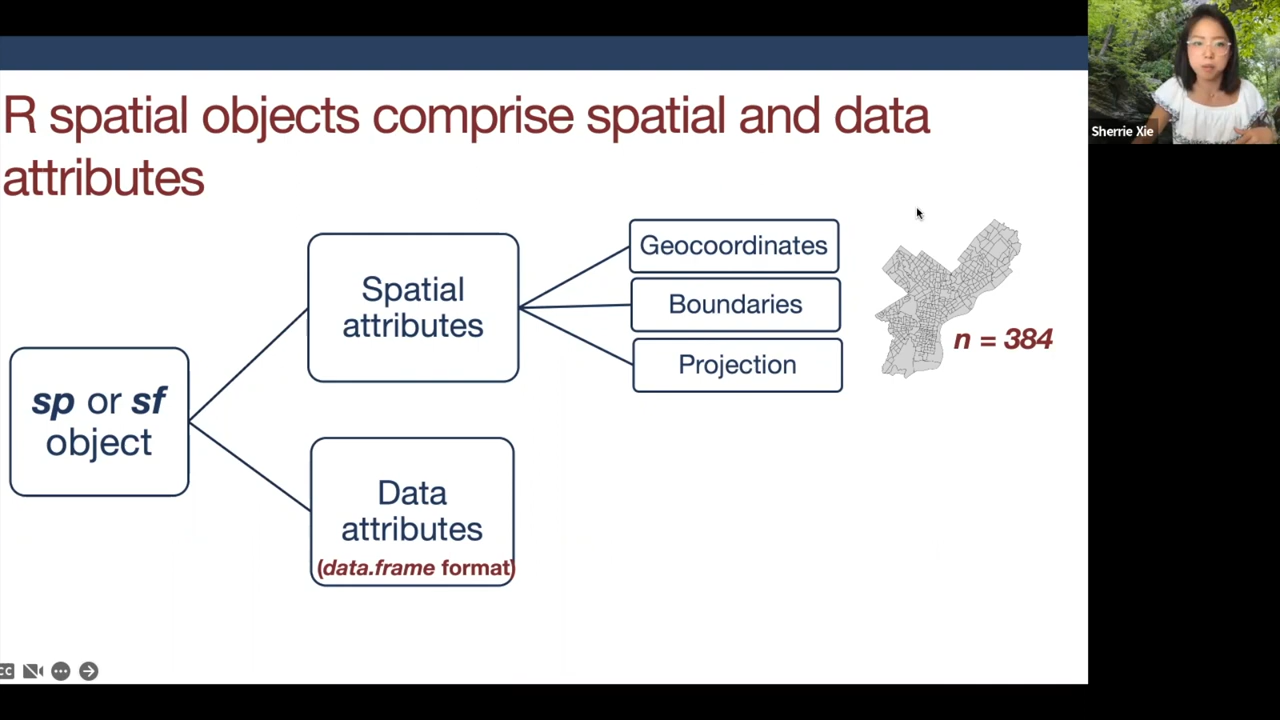 R spatial objects comprise spatial and data
attributes
Sherrie Xie
sp or sf
object
Spatial
attributes
Geocoordinates
Boundaries
Projection
n = 384
Data
attributes
(data.frame format)
CC